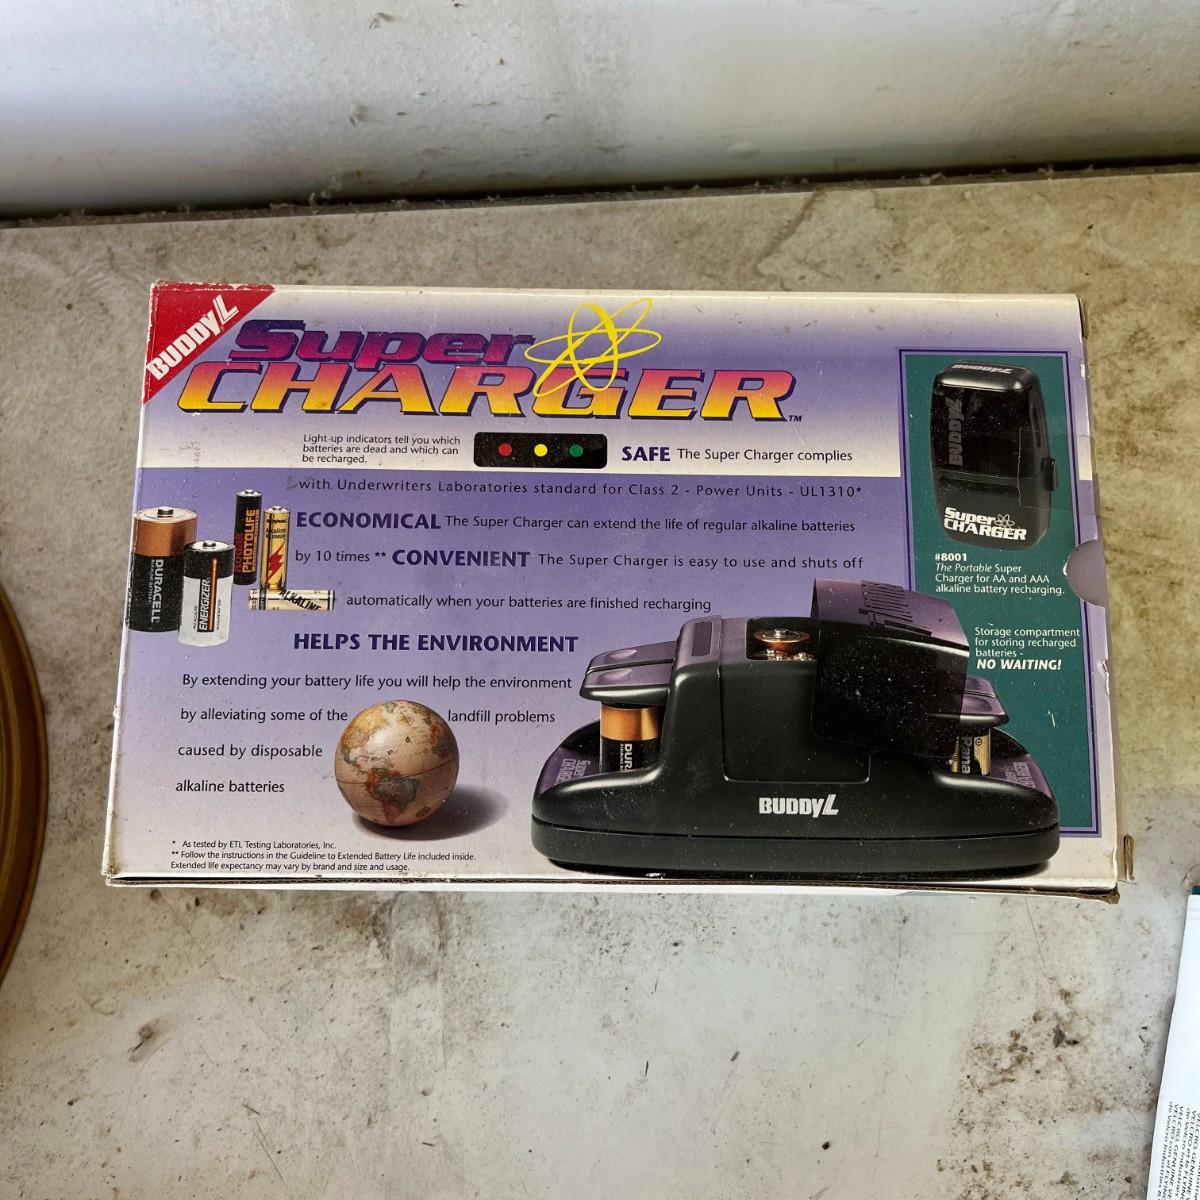 BUDDY L
Super
CHARGER™
Light-up indicators tell you which
batteries are dead and which can
be recharged.
SAFE The Super Charger complies
with Underwriters Laboratories standard for Class 2 - Power Units - UL1310*
ECONOMICAL The Super Charger can extend the life of regular alkaline batteries
by 10 times ** CONVENIENT The Super Charger is easy to use and shuts off
automatically when your batteries are finished recharging
HELPS THE ENVIRONMENT
By extending your battery life you will help the environment
by alleviating some of the landfill problems
caused by disposable
alkaline batteries
* As tested by ETL Testing Laboratories, Inc.
** Follow the instructions in the Guideline to Extended Battery Life included inside.
Extended life expectancy may vary by brand and size and usage.
DURACELL
ENERGIZER
PHOTOLIFE
ALKALINE
BUDDY L
BUDDY L
Super
CHARGER
#8001
The Portable Super
Charger for AA and AAA
alkaline battery recharging.
Storage compartment
for storing recharged
batteries -
NO WAITING!
DURA
Super
CHARGER
Pana
BUDDY L